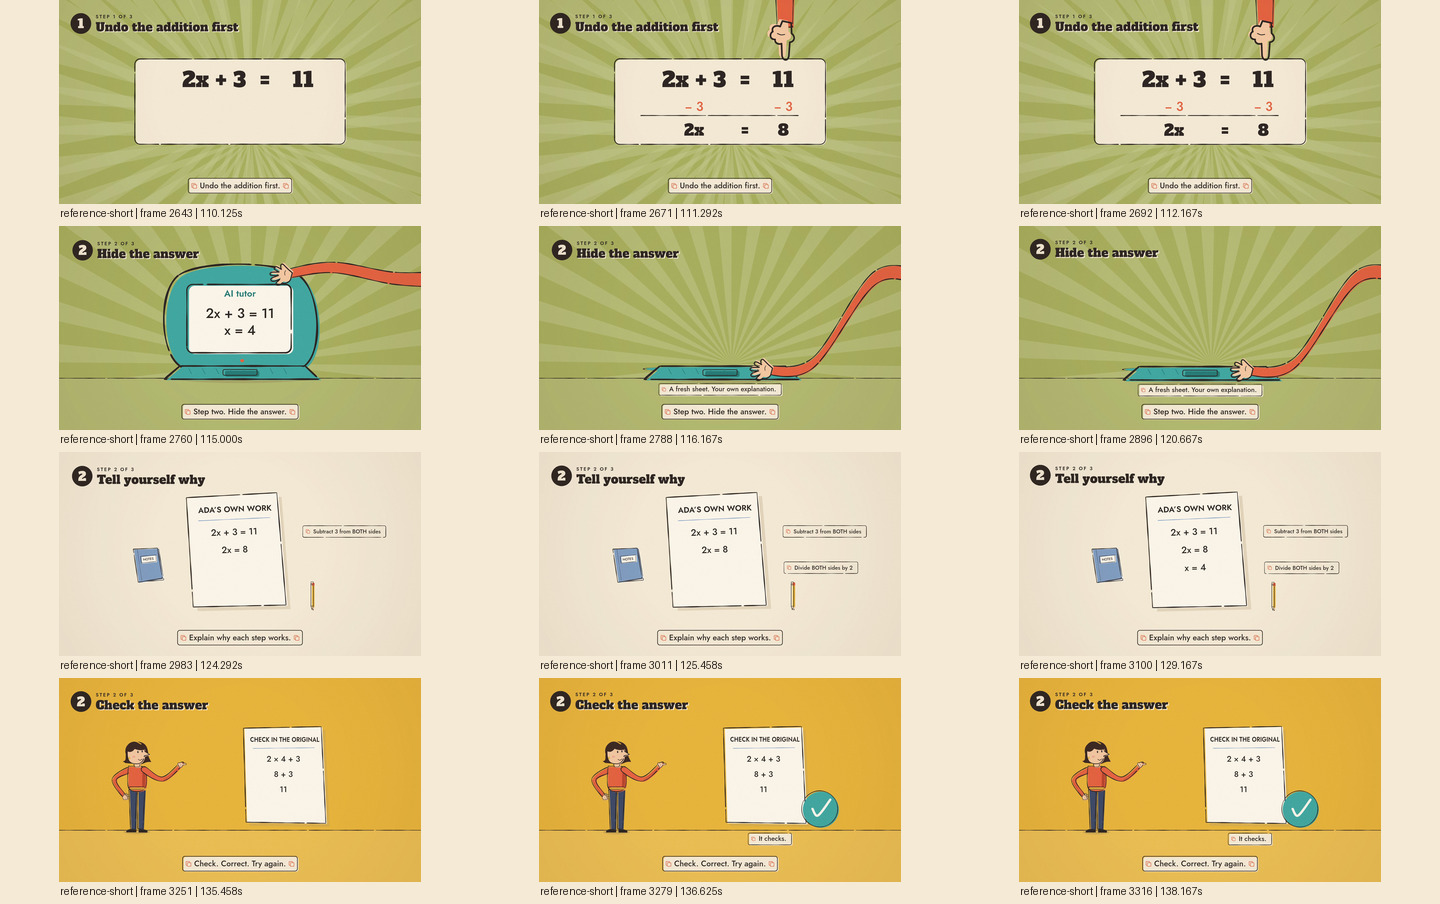 1 STEP 1 OF 3
Undo the addition first
2x + 3 = 11
Undo the addition first.
reference-short | frame 2643 | 110.125s
1 STEP 1 OF 3
Undo the addition first
2x + 3 = 11
– 3 – 3
2x = 8
Undo the addition first.
reference-short | frame 2671 | 111.292s
1 STEP 1 OF 3
Undo the addition first
2x + 3 = 11
– 3 – 3
2x = 8
Undo the addition first.
reference-short | frame 2692 | 112.167s
2 STEP 2 OF 3
Hide the answer
AI tutor
2x + 3 = 11
x = 4
Step two. Hide the answer.
reference-short | frame 2760 | 115.000s
2 STEP 2 OF 3
Hide the answer
A fresh sheet. Your own explanation.
Step two. Hide the answer.
reference-short | frame 2788 | 116.167s
2 STEP 2 OF 3
Hide the answer
A fresh sheet. Your own explanation.
Step two. Hide the answer.
reference-short | frame 2896 | 120.667s
2 STEP 2 OF 3
Tell yourself why
ADA'S OWN WORK
2x + 3 = 11
Subtract 3 from BOTH sides
2x = 8
NOTES
Explain why each step works.
reference-short | frame 2983 | 124.292s
2 STEP 2 OF 3
Tell yourself why
ADA'S OWN WORK
2x + 3 = 11
Subtract 3 from BOTH sides
2x = 8
NOTES
Divide BOTH sides by 2
Explain why each step works.
reference-short | frame 3011 | 125.458s
2 STEP 2 OF 3
Tell yourself why
ADA'S OWN WORK
2x + 3 = 11
Subtract 3 from BOTH sides
2x = 8
NOTES
x = 4
Divide BOTH sides by 2
Explain why each step works.
reference-short | frame 3100 | 129.167s
2 STEP 2 OF 3
Check the answer
CHECK IN THE ORIGINAL
2 × 4 + 3
8 + 3
11
Check. Correct. Try again.
reference-short | frame 3251 | 135.458s
2 STEP 2 OF 3
Check the answer
CHECK IN THE ORIGINAL
2 × 4 + 3
8 + 3
11
It checks.
Check. Correct. Try again.
reference-short | frame 3279 | 136.625s
2 STEP 2 OF 3
Check the answer
CHECK IN THE ORIGINAL
2 × 4 + 3
8 + 3
11
It checks.
Check. Correct. Try again.
reference-short | frame 3316 | 138.167s